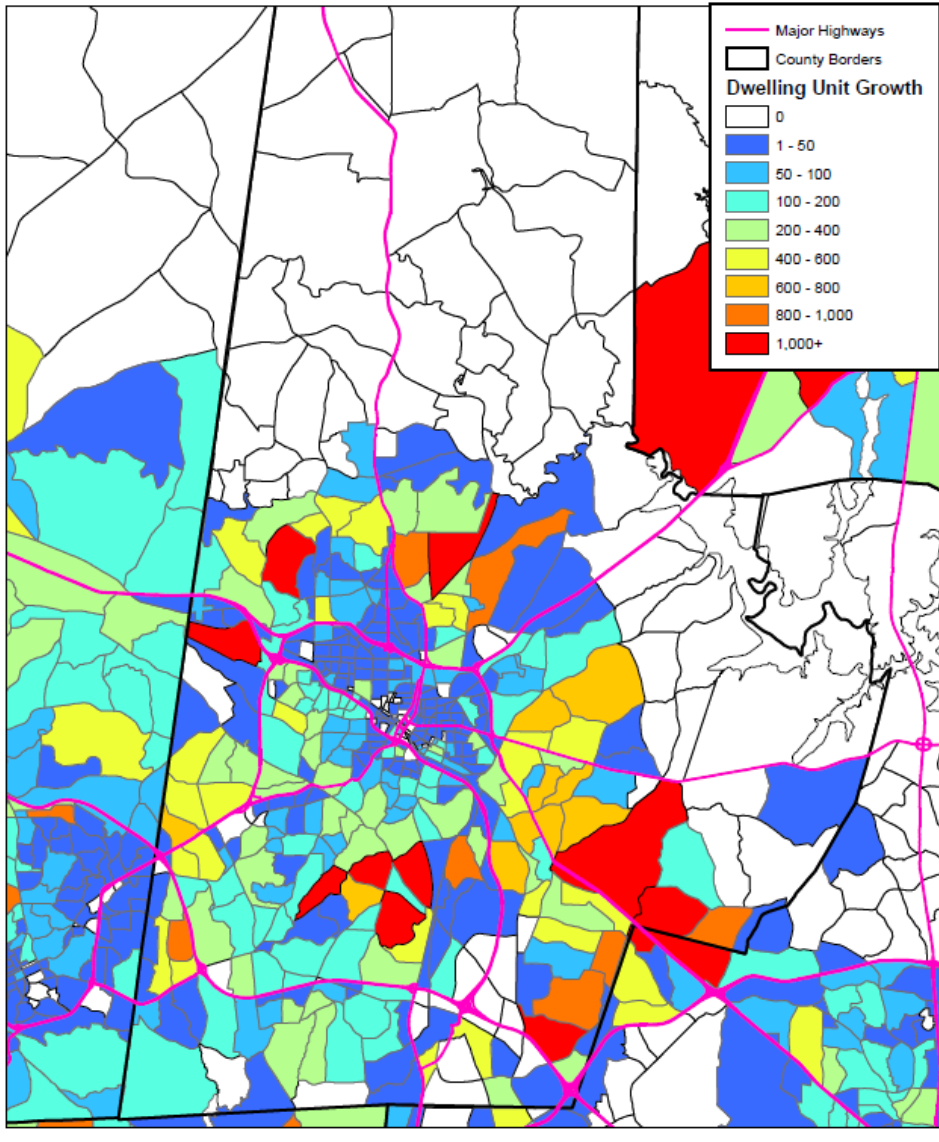 Major Highways
County Borders
Dwelling Unit Growth
0
1 - 50
50 - 100
100 - 200
200 - 400
400 - 600
600 - 800
800 - 1,000
1,000+